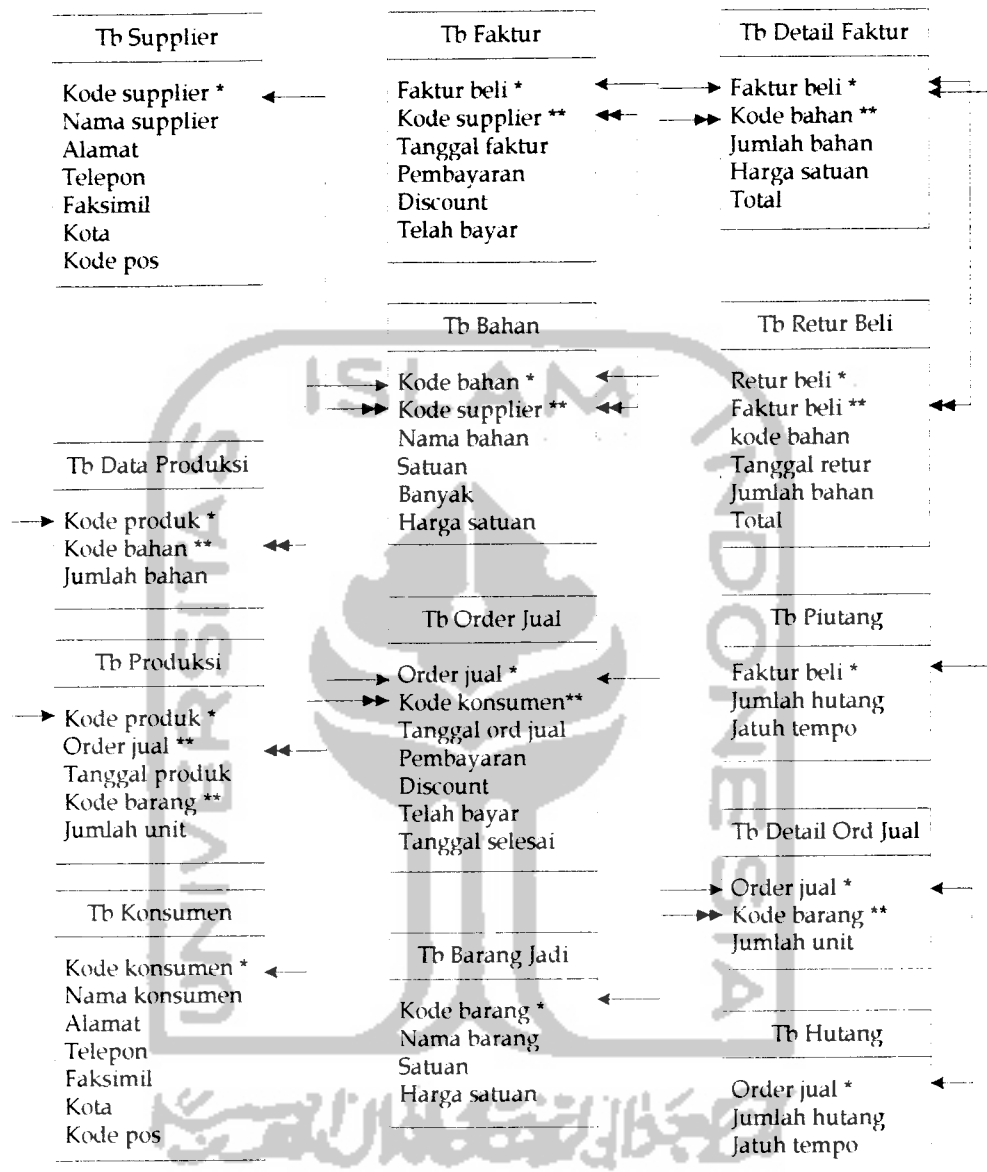 Tb Supplier
Kode supplier *
Nama supplier
Alamat
Telepon
Faksimil
Kota
Kode pos
Tb Faktur
Faktur beli *
Kode supplier **
Tanggal faktur
Pembayaran
Discount
Telah bayar
Tb Detail Faktur
Faktur beli *
Kode bahan **
Jumlah bahan
Harga satuan
Total
Tb Bahan
Kode bahan *
Kode supplier **
Nama bahan
Satuan
Banyak
Harga satuan
Tb Retur Beli
Retur beli *
Faktur beli **
kode bahan
Tanggal retur
Jumlah bahan
Total
Tb Data Produksi
Kode produk *
Kode bahan **
Jumlah bahan
Tb Order Jual
Order jual *
Kode konsumen**
Tanggal ord jual
Pembayaran
Discount
Telah bayar
Tanggal selesai
Tb Piutang
Faktur beli *
Jumlah hutang
Jatuh tempo
Tb Produksi
Kode produk *
Order jual **
Tanggal produk
Kode barang **
Jumlah unit
Tb Detail Ord Jual
Order jual *
Kode barang **
Jumlah unit
Tb Konsumen
Kode konsumen *
Nama konsumen
Alamat
Telepon
Faksimil
Kota
Kode pos
Tb Barang Jadi
Kode barang *
Nama barang
Satuan
Harga satuan
Tb Hutang
Order jual *
Jumlah hutang
Jatuh tempo
UNIVERSITAS
ISLAM
INDONESIA